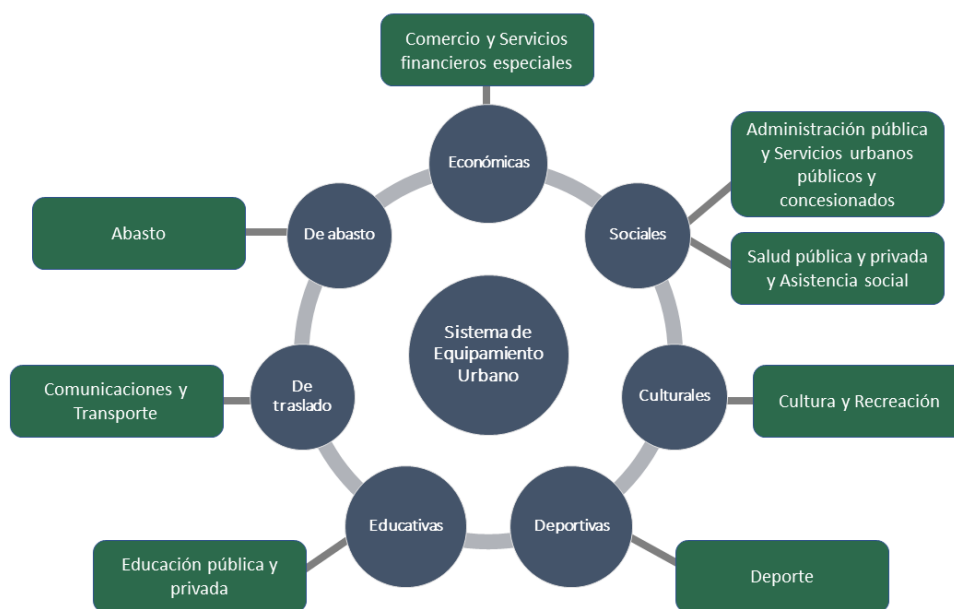 Comercio y Servicios
financieros especiales
Económicas
Administración pública
y Servicios urbanos
públicos y
concesionados
Abasto
De abasto
Sociales
Salud pública y privada
y Asistencia social
Sistema de
Equipamiento
Urbano
Comunicaciones y
Transporte
De
traslado
Culturales
Cultura y Recreación
Educativas
Deportivas
Educación pública y
privada
Deporte